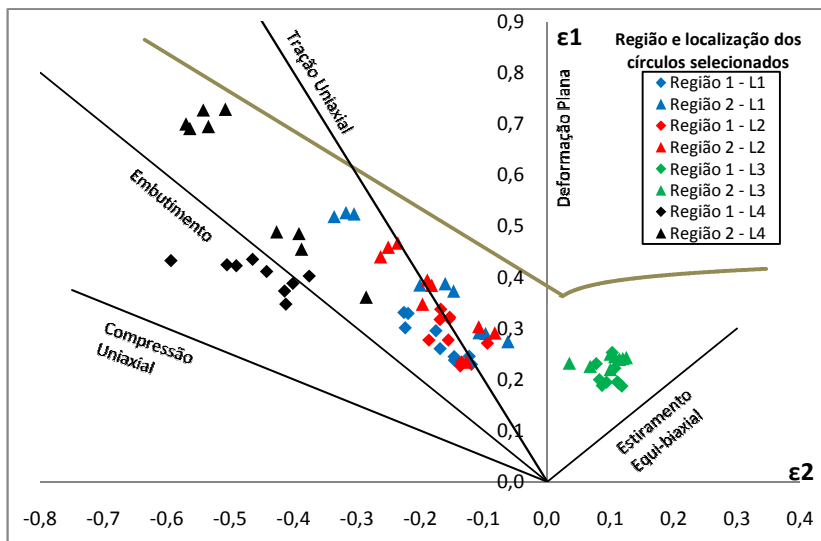 0,9
0,8
0,7
0,6
0,5
0,4
0,3
0,2
0,1
0,0
ε1
Tração Uniaxial
Deformação Plana
Embutimento
Compressão
Uniaxial
Estiramento
Equi-biaxial
ε2
Região e localização dos
círculos selecionados
Região 1 - L1
Região 2 - L1
Região 1 - L2
Região 2 - L2
Região 1 - L3
Região 2 - L3
Região 1 - L4
Região 2 - L4
-0,8 -0,7 -0,6 -0,5 -0,4 -0,3 -0,2 -0,1 0,0 0,1 0,2 0,3 0,4